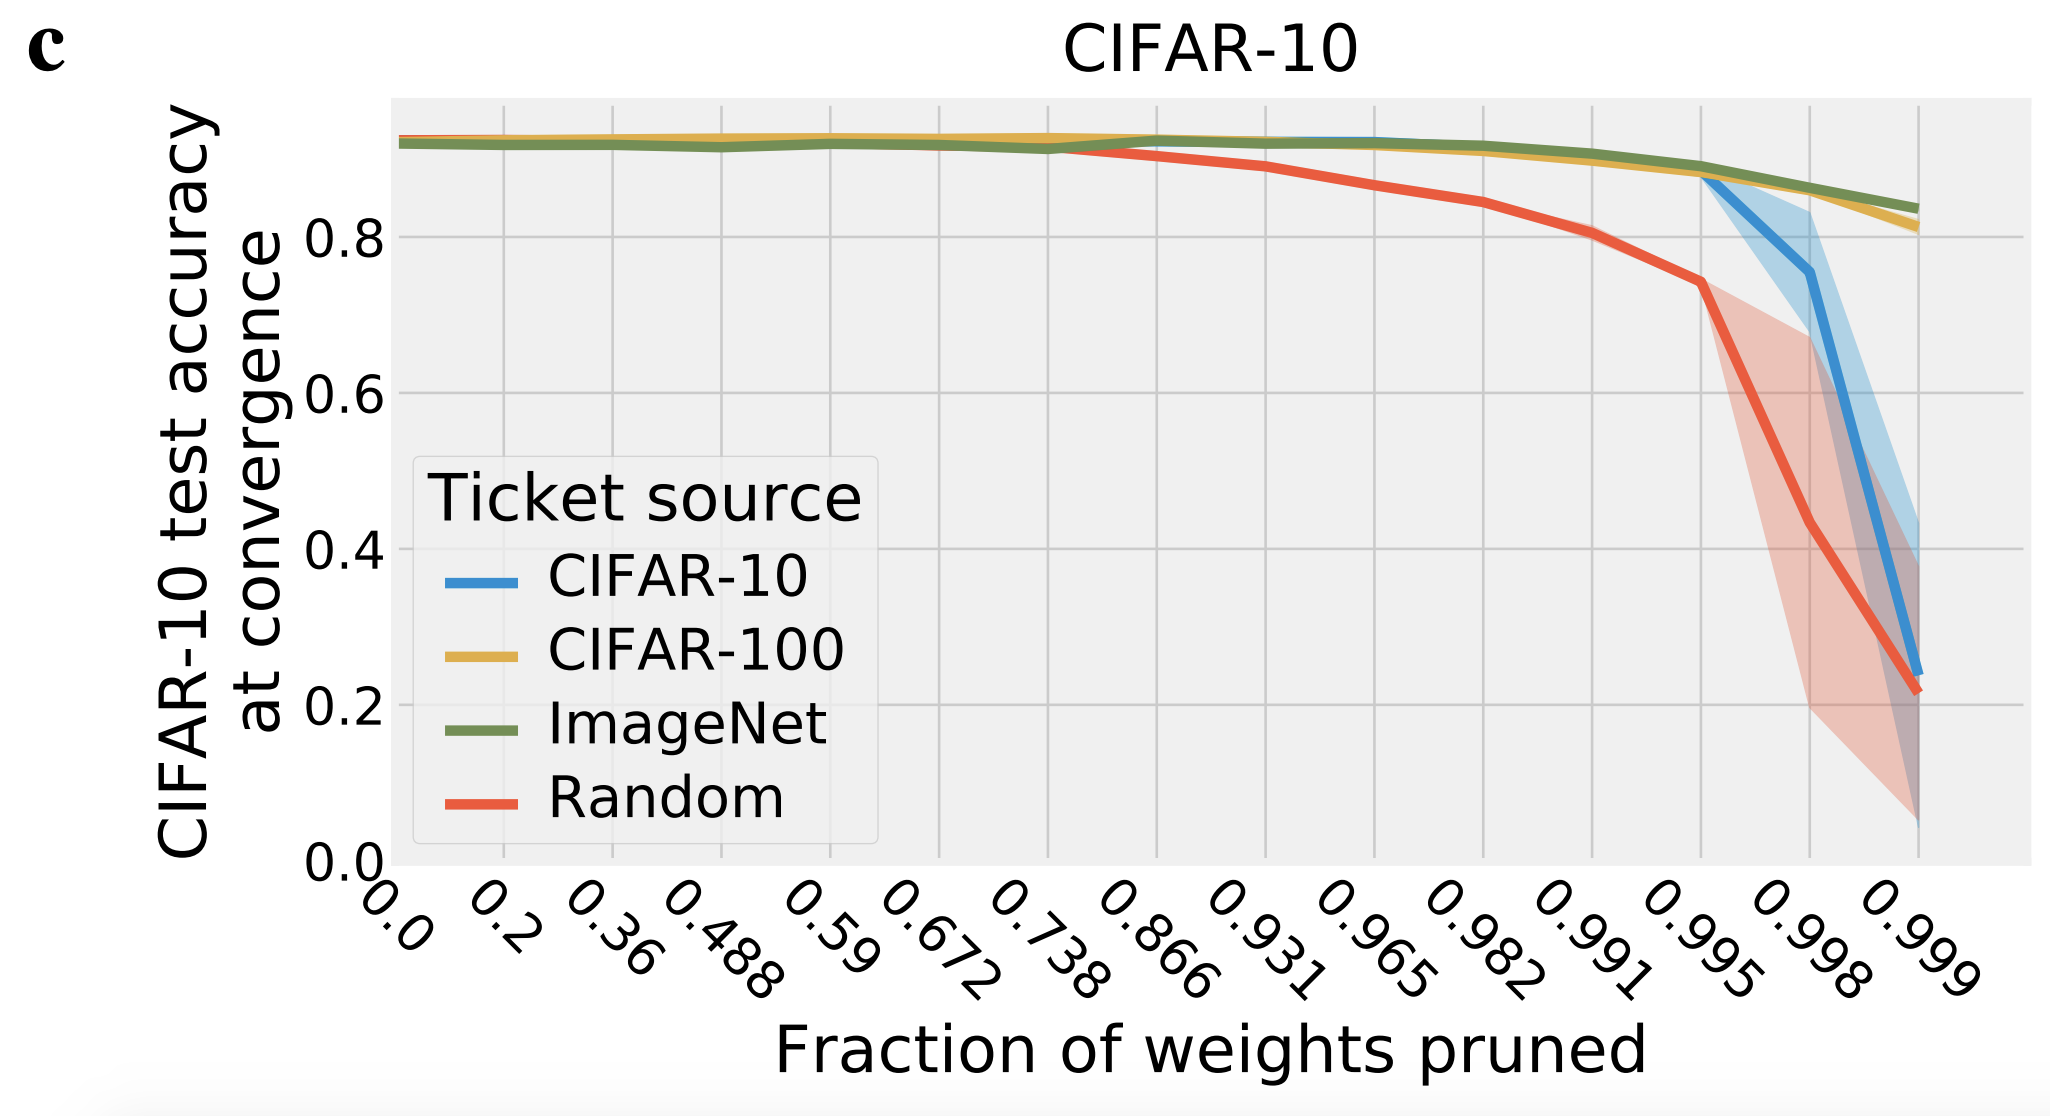 c
CIFAR-10
CIFAR-10 test accuracy
at convergence
0.8
0.6
0.4
0.2
0.0
Ticket source
CIFAR-10
CIFAR-100
ImageNet
Random
0.0 0.2 0.36 0.488 0.59 0.672 0.738 0.866 0.931 0.965 0.982 0.991 0.995 0.998 0.999
Fraction of weights pruned